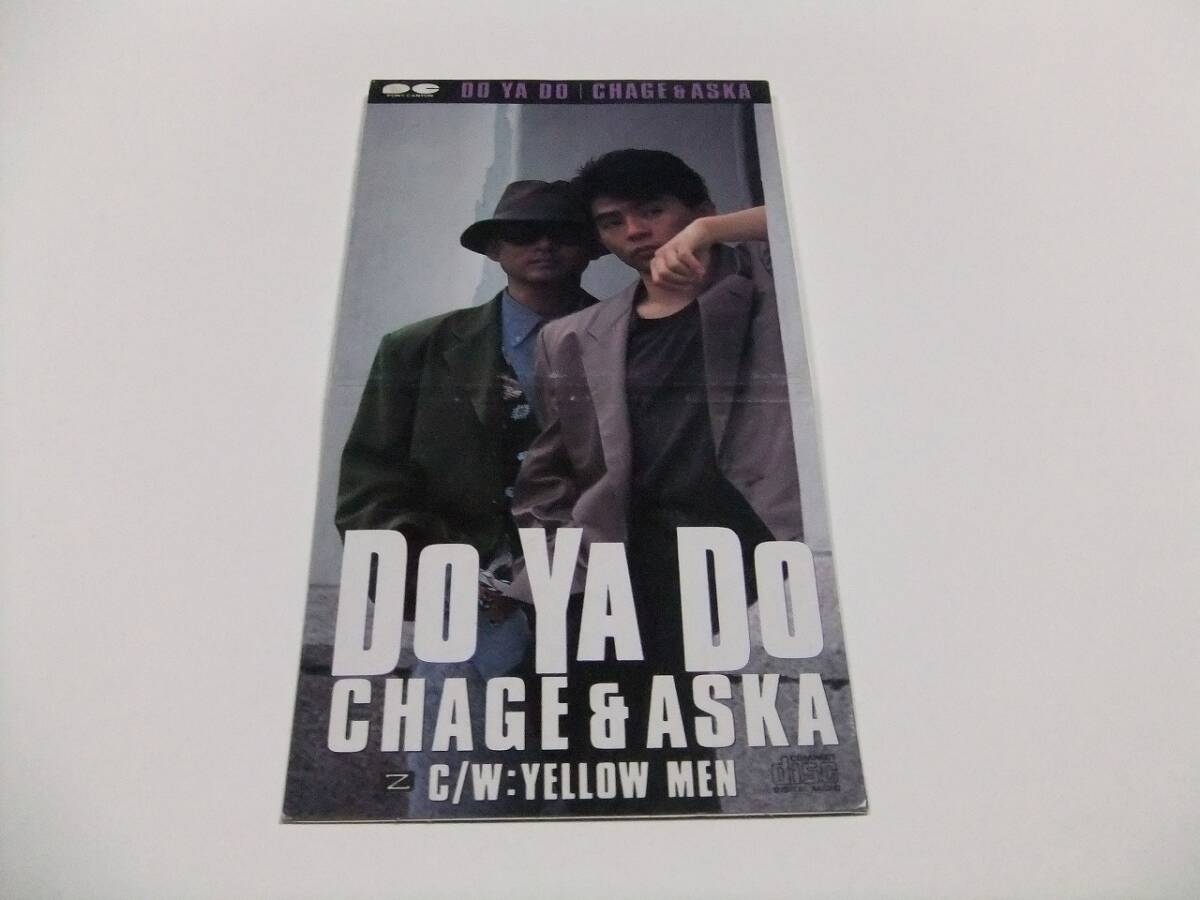 PONY CANYON
DO YA DO | CHAGE & ASKA
DO YA DO
CHAGE & ASKA
Z C/W:YELLOW MEN
COMPACT
disc
DIGITAL AUDIO